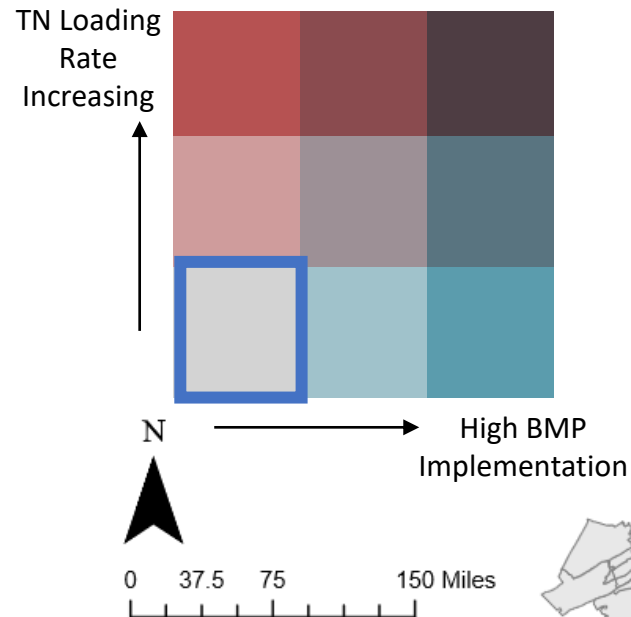 TN Loading
Rate
Increasing
N
High BMP
Implementation
0 37.5 75 150 Miles